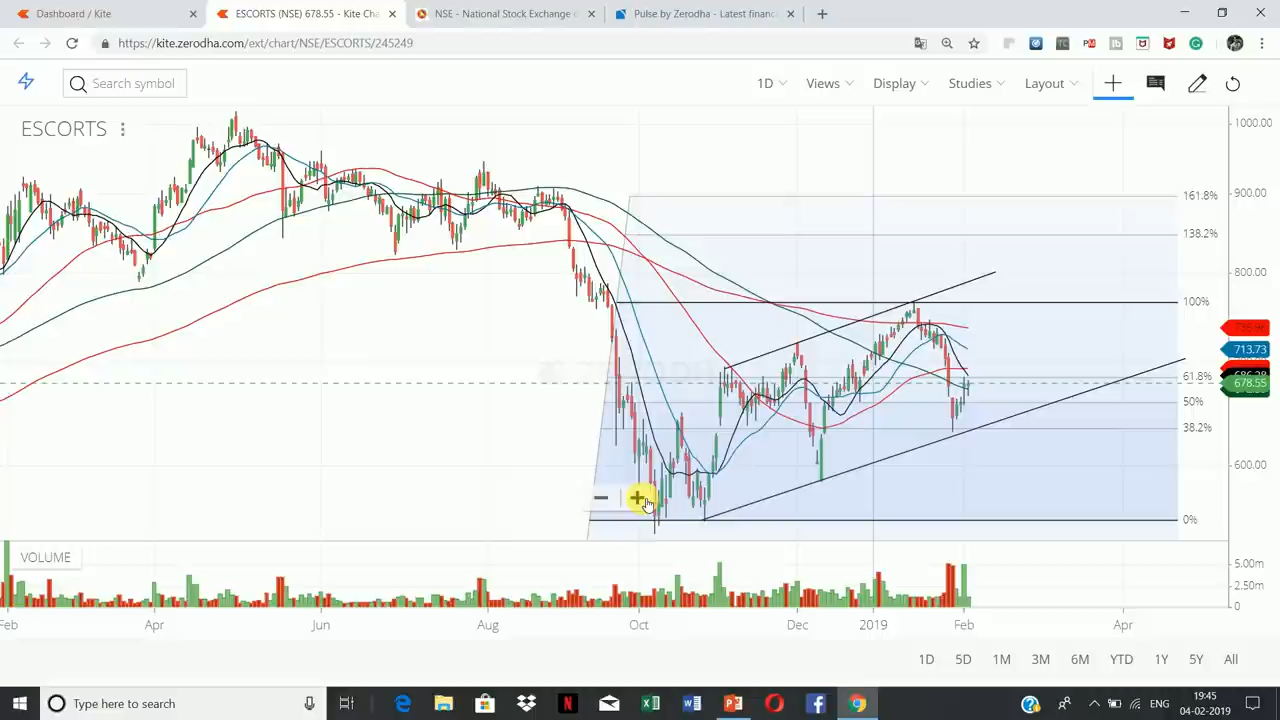 Dashboard / Kite
ESCORTS (NSE) 678.55 - Kite Cha
NSE - National Stock Exchange o
Pulse by Zerodha - Latest financ
https://kite.zerodha.com/ext/chart/NSE/ESCORTS/245249
Search symbol
1D
Views
Display
Studies
Layout
ESCORTS
1000.00
900.00
800.00
600.00
161.8%
138.2%
100%
61.8%
50%
38.2%
0%
713.73
678.55
VOLUME
5.00m
2.50m
0
Feb
Apr
Jun
Aug
Oct
Dec
2019
Feb
Apr
1D
5D
1M
3M
6M
YTD
1Y
5Y
All
Type here to search
ENG
19:45
04-02-2019